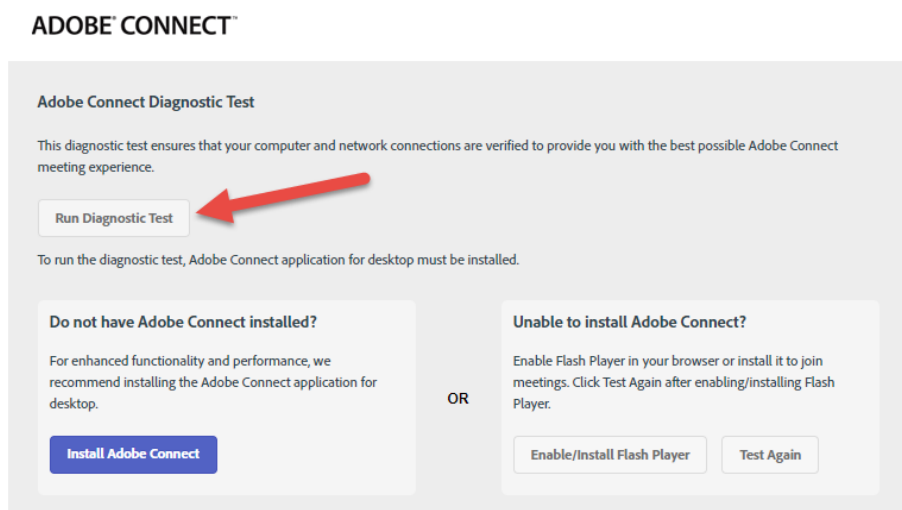 ADOBE® CONNECT™
Adobe Connect Diagnostic Test
This diagnostic test ensures that your computer and network connections are verified to provide you with the best possible Adobe Connect
meeting experience.
Run Diagnostic Test
To run the diagnostic test, Adobe Connect application for desktop must be installed.
Do not have Adobe Connect installed?
For enhanced functionality and performance, we
recommend installing the Adobe Connect application for
desktop.
Install Adobe Connect
OR
Unable to install Adobe Connect?
Enable Flash Player in your browser or install it to join
meetings. Click Test Again after enabling/installing Flash
Player.
Enable/Install Flash Player
Test Again